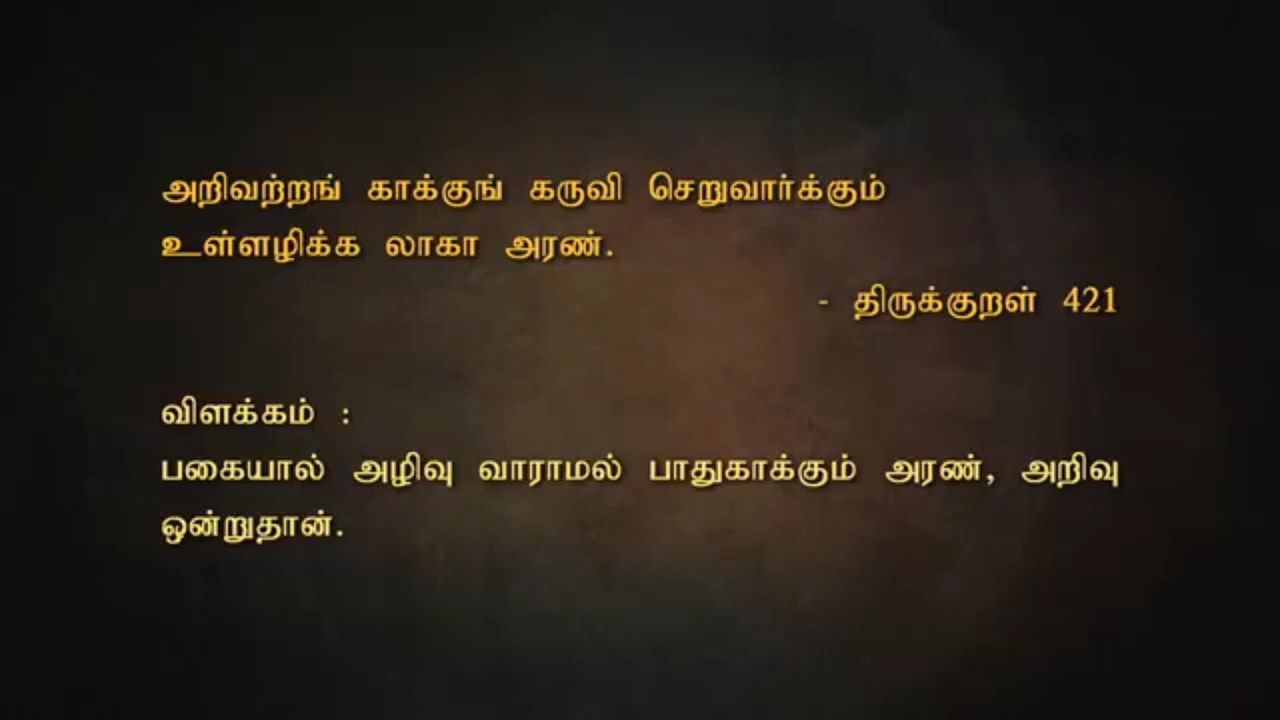 அறிவற்றங் காக்குங் கருவி செறுவார்க்கும்
உள்ளழிக்க லாகா அரண்.
- திருக்குறள் 421
விளக்கம் :
பகையால் அழிவு வாராமல் பாதுகாக்கும் அரண், அறிவு
ஒன்றுதான்.